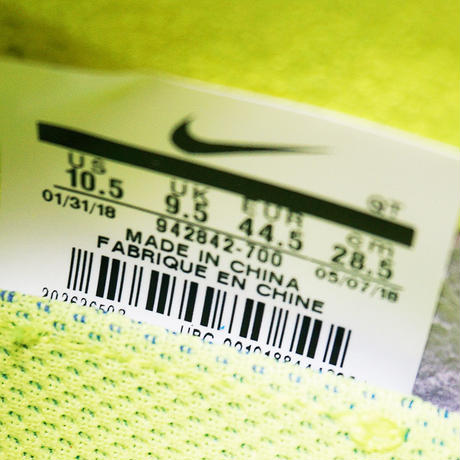 US UK EUR cm
10.5 9.5 44.5 28.5
01/31/18 942842-700 05/07/18
MADE IN CHINA
FABRIQUE EN CHINE